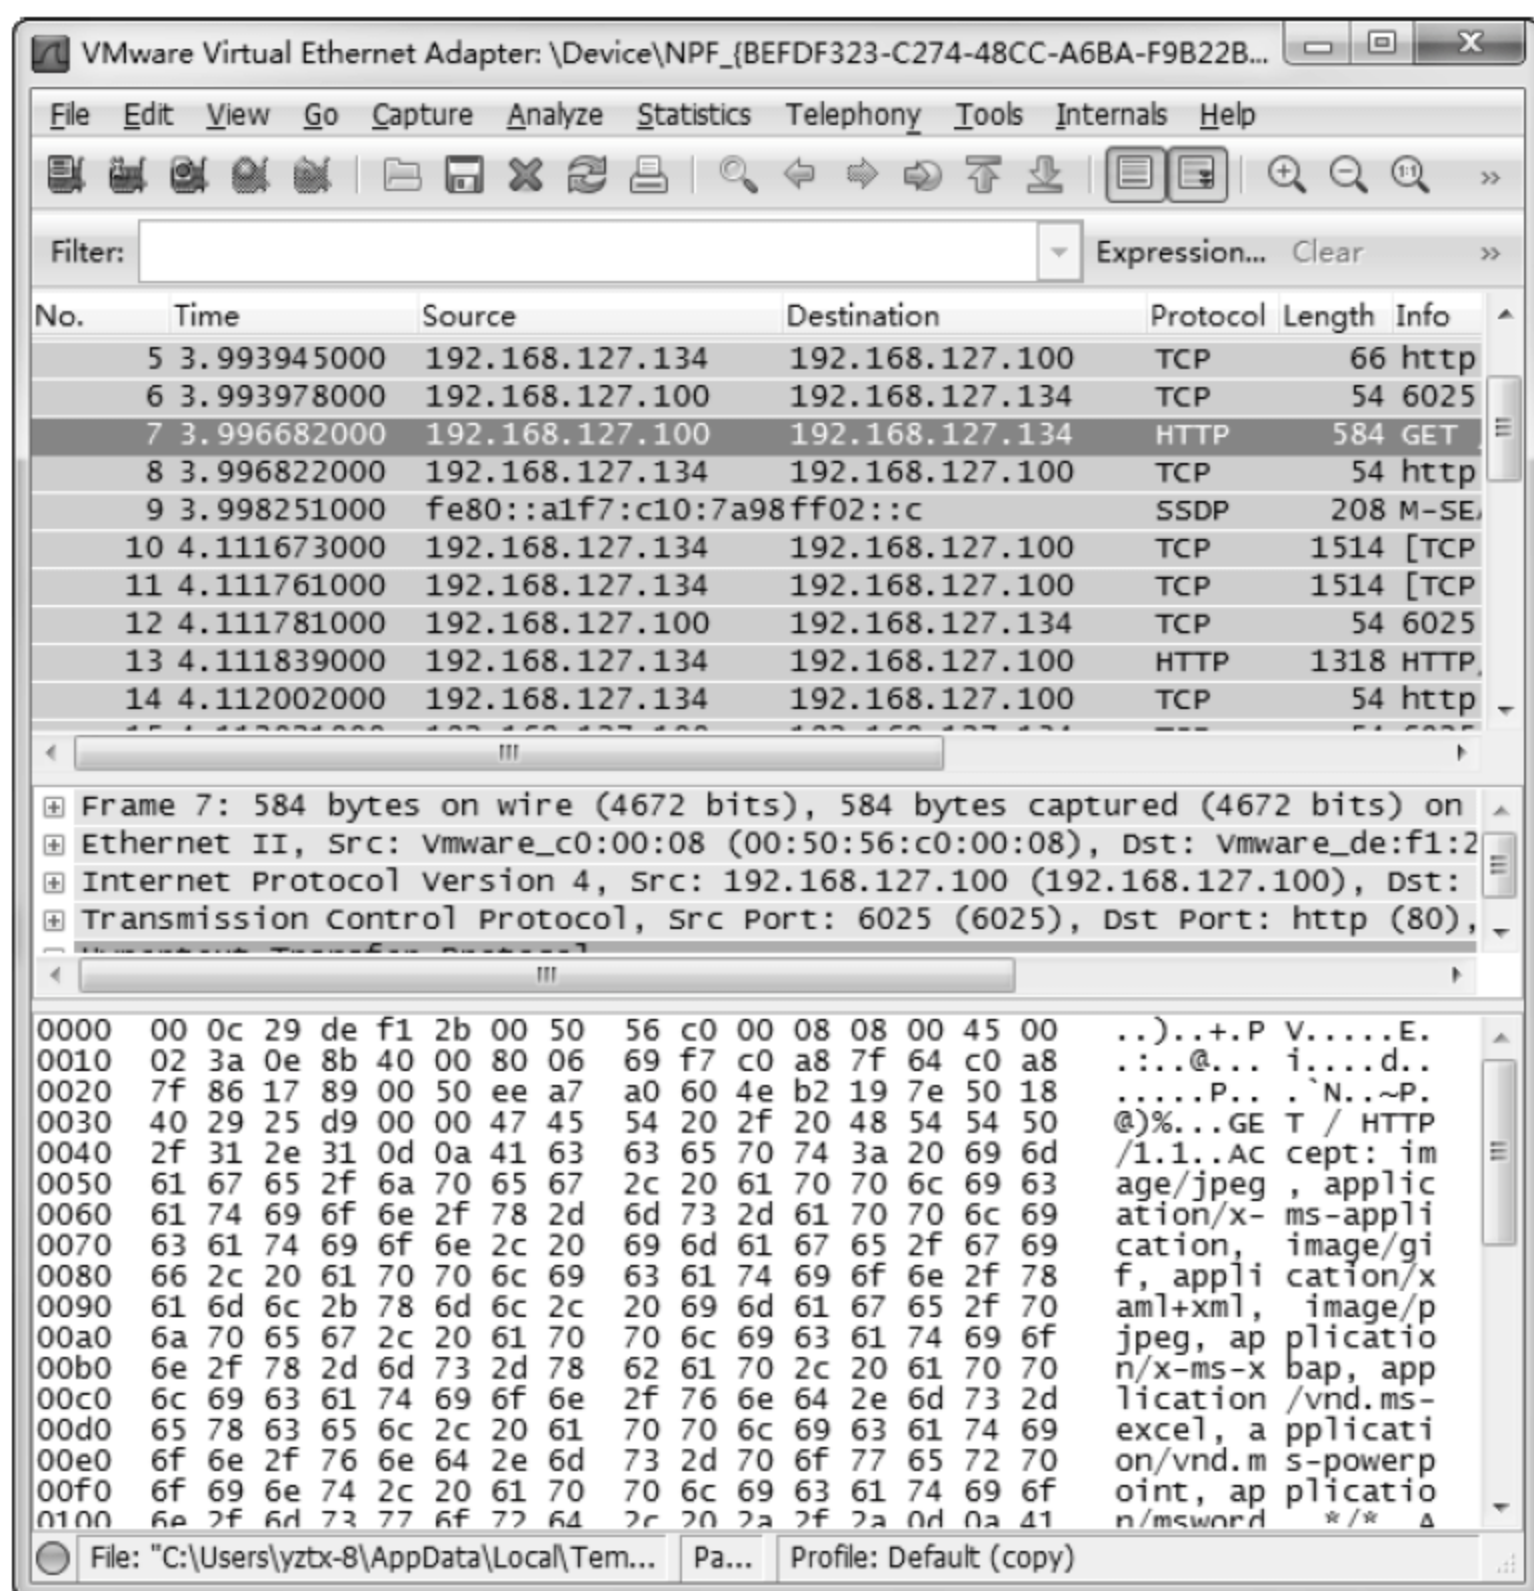 VMware Virtual Ethernet Adapter: \Device\NPF_{BEFDF323-C274-48CC-A6BA-F9B22B...
File Edit View Go Capture Analyze Statistics Telephony Tools Internals Help
Filter: Expression... Clear
No. Time Source Destination Protocol Length Info
5 3.993945000 192.168.127.134 192.168.127.100 TCP 66 http
6 3.993978000 192.168.127.100 192.168.127.134 TCP 54 6025
7 3.996682000 192.168.127.100 192.168.127.134 HTTP 584 GET
8 3.996822000 192.168.127.134 192.168.127.100 TCP 54 http
9 3.998251000 fe80::a1f7:c10:7a98 ff02::c SSDP 208 M-SE
10 4.111673000 192.168.127.134 192.168.127.100 TCP 1514 [TCP
11 4.111761000 192.168.127.134 192.168.127.100 TCP 1514 [TCP
12 4.111781000 192.168.127.100 192.168.127.134 TCP 54 6025
13 4.111839000 192.168.127.134 192.168.127.100 HTTP 1318 HTTP
14 4.112002000 192.168.127.134 192.168.127.100 TCP 54 http
Frame 7: 584 bytes on wire (4672 bits), 584 bytes captured (4672 bits) on
Ethernet II, Src: Vmware_c0:00:08 (00:50:56:c0:00:08), Dst: Vmware_de:f1:2
Internet Protocol Version 4, Src: 192.168.127.100 (192.168.127.100), Dst:
Transmission Control Protocol, Src Port: 6025 (6025), Dst Port: http (80),
0000 00 0c 29 de f1 2b 00 50 56 c0 00 08 08 00 45 00 ..)..+.P V.....E.
0010 02 3a 0e 8b 40 00 80 06 69 f7 c0 a8 7f 64 c0 a8 .:..@... i....d..
0020 7f 86 17 89 00 50 ee a7 a0 60 4e b2 19 7e 50 18 .....P.. .`N..~P.
0030 40 29 25 d9 00 00 47 45 54 20 2f 20 48 54 54 50 @)%...GE T / HTTP
0040 2f 31 2e 31 0d 0a 41 63 63 65 70 74 3a 20 69 6d /1.1..Ac cept: im
0050 61 67 65 2f 6a 70 65 67 2c 20 61 70 70 6c 69 63 age/jpeg , applic
0060 61 74 69 6f 6e 2f 78 2d 6d 73 2d 61 70 70 6c 69 ation/x- ms-appli
0070 63 61 74 69 6f 6e 2c 20 69 6d 61 67 65 2f 67 69 cation, image/gi
0080 66 2c 20 61 70 70 6c 69 63 61 74 69 6f 6e 2f 78 f, appli cation/x
0090 61 6d 6c 2b 78 6d 6c 2c 20 69 6d 61 67 65 2f 70 aml+xml, image/p
00a0 6a 70 65 67 2c 20 61 70 70 6c 69 63 61 74 69 6f jpeg, ap plicatio
00b0 6e 2f 78 2d 6d 73 2d 78 62 61 70 2c 20 61 70 70 n/x-ms-x bap, app
00c0 6c 69 63 61 74 69 6f 6e 2f 76 6e 64 2e 6d 73 2d lication /vnd.ms-
00d0 65 78 63 65 6c 2c 20 61 70 70 6c 69 63 61 74 69 excel, a pplicati
00e0 6f 6e 2f 76 6e 64 2e 6d 73 2d 70 6f 77 65 72 70 on/vnd.m s-powerp
00f0 6f 69 6e 74 2c 20 61 70 70 6c 69 63 61 74 69 6f oint, ap plicatio
0100 6e 2f 6d 73 77 6f 72 64 2c 20 2a 2f 2a 0d 0a 41 n/msword */* A
File: "C:\Users\yztx-8\AppData\Local\Tem... Pa... Profile: Default (copy)